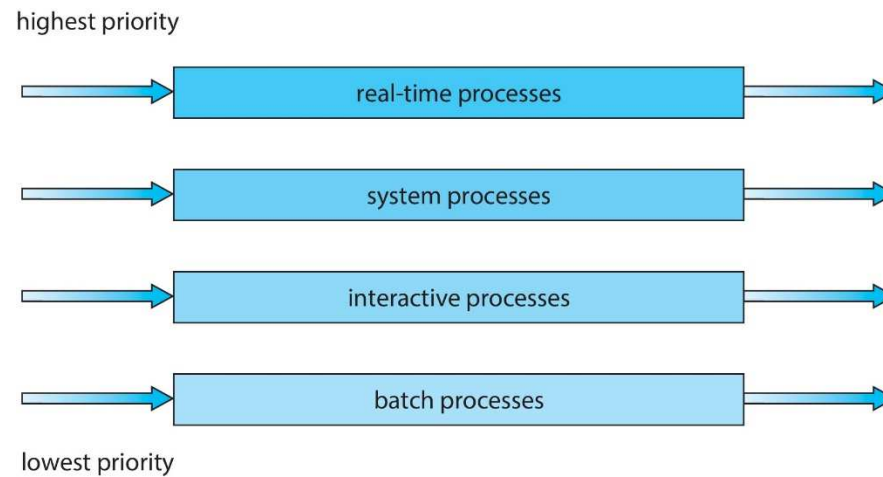 highest priority
real-time processes
system processes
interactive processes
batch processes
lowest priority